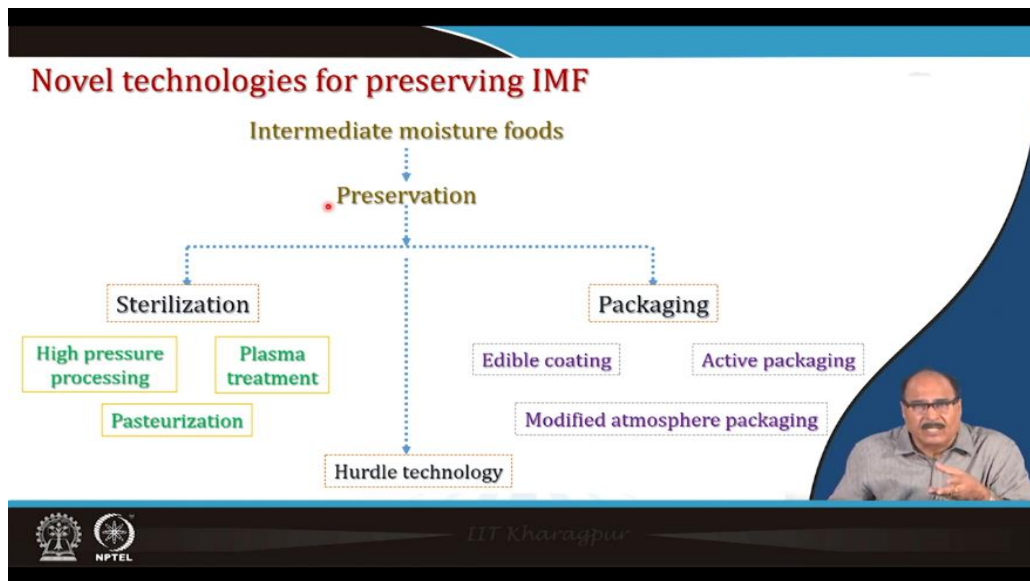 Novel technologies for preserving IMF
Intermediate moisture foods
Preservation
Sterilization
Packaging
High pressure
processing
Plasma
treatment
Pasteurization
Edible coating
Active packaging
Modified atmosphere packaging
Hurdle technology
NPTEL
IIT Kharagpur